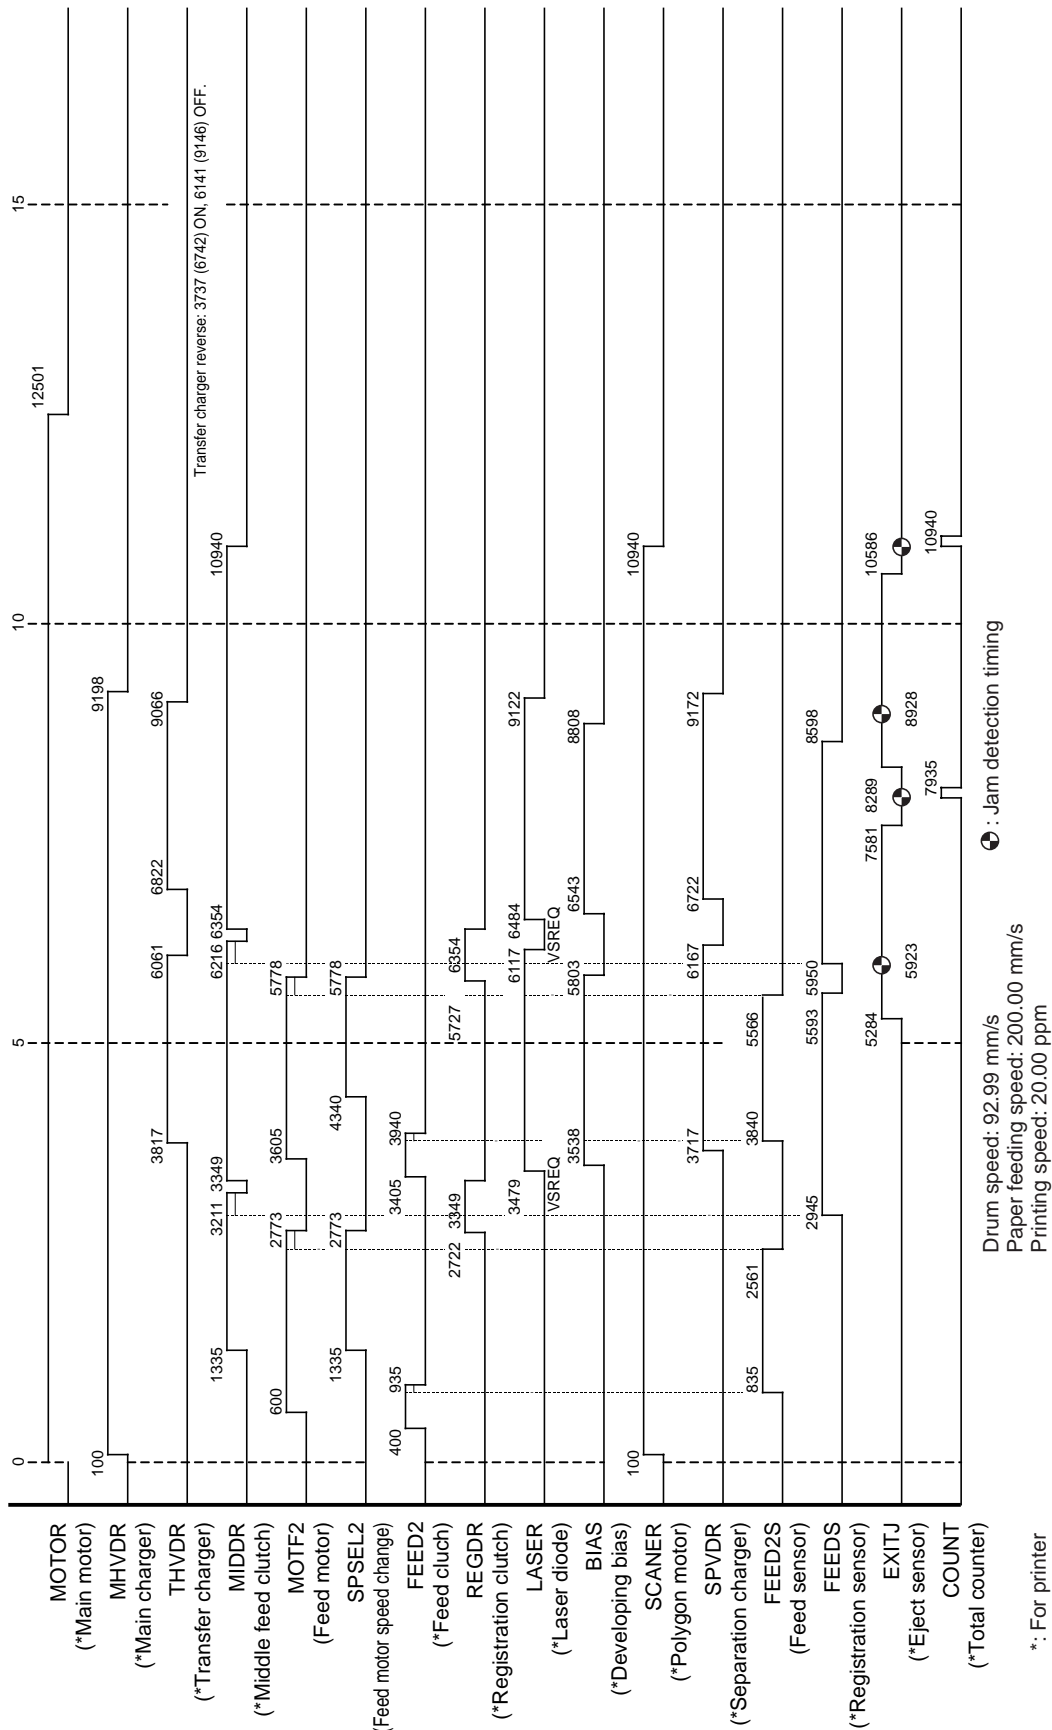 0
5
10
15
MOTOR
(*Main motor)
12501
MHVDR
(*Main charger)
100
9198
THVDR
(*Transfer charger)
3817
6061
6822
9066
Transfer charger reverse: 3737 (6742) ON, 6141 (9146) OFF.
MIDDR
(*Middle feed clutch)
1335
3211
3349
6216
6354
10940
MOTF2
(Feed motor)
600
2773
3605
5778
SPSEL2
(Feed motor speed change)
1335
2773
4340
5778
FEED2
(*Feed cluch)
400
935
3405
3940
REGDR
(*Registration clutch)
2722
3349
5727
6354
LASER
(*Laser diode)
3479
6117
6484
9122
VSREQ
VSREQ
BIAS
(*Developing bias)
3538
5803
6543
8808
SCANER
(*Polygon motor)
100
10940
SPVDR
(*Separation charger)
3717
6167
6722
9172
FEED2S
(Feed sensor)
835
2561
3840
5566
FEEDS
(*Registration sensor)
2945
5593
5950
8598
EXITJ
(*Eject sensor)
5284
5923
7581
8289
8928
10586
COUNT
(*Total counter)
7935
10940
Drum speed: 92.99 mm/s
Paper feeding speed: 200.00 mm/s
Printing speed: 20.00 ppm
: Jam detection timing
*: For printer